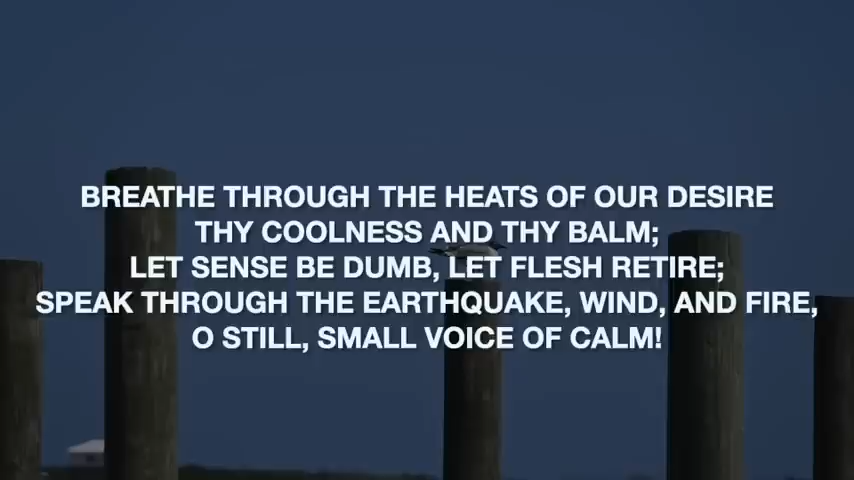 BREATHE THROUGH THE HEATS OF OUR DESIRE
THY COOLNESS AND THY BALM;
LET SENSE BE DUMB, LET FLESH RETIRE;
SPEAK THROUGH THE EARTHQUAKE, WIND, AND FIRE,
O STILL, SMALL VOICE OF CALM!